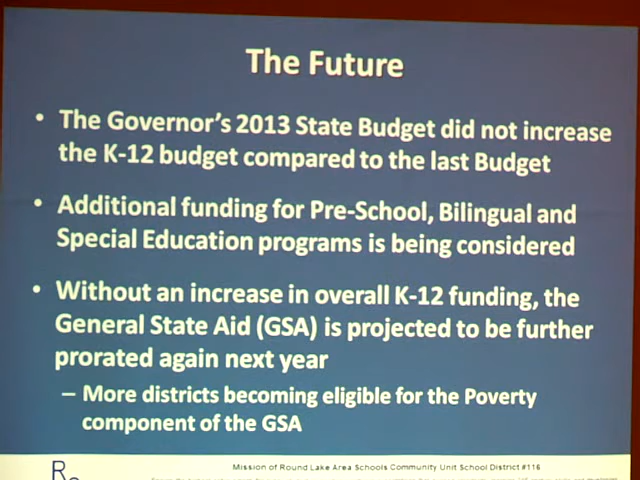 The Future
• The Governor's 2013 State Budget did not increase
the K-12 budget compared to the last Budget
• Additional funding for Pre-School, Bilingual and
Special Education programs is being considered
• Without an increase in overall K-12 funding, the
General State Aid (GSA) is projected to be further
prorated again next year
– More districts becoming eligible for the Poverty
component of the GSA
Mission of Round Lake Area Schools Community Unit School District #116
R